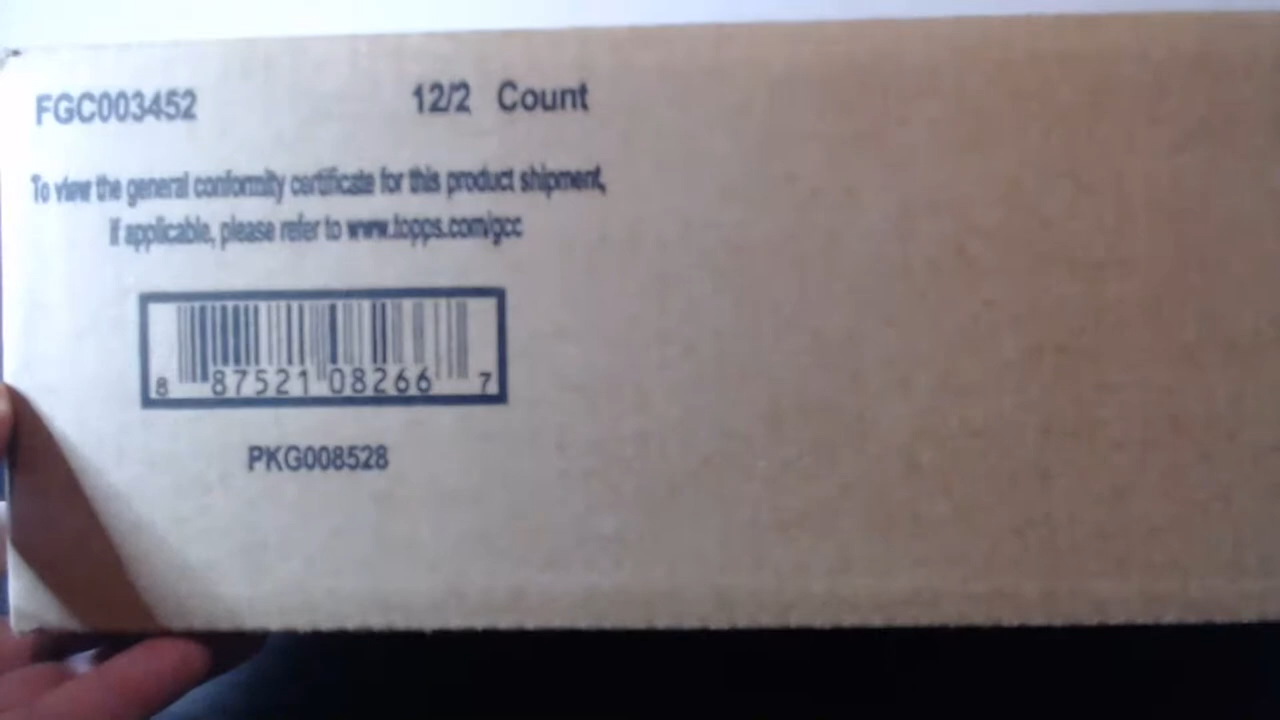 FGC003452 12/2 Count
To view the general conformity certificate for this product shipment,
if applicable, please refer to www.topps.com/gcc
8 87521 08266 7
PKG008528